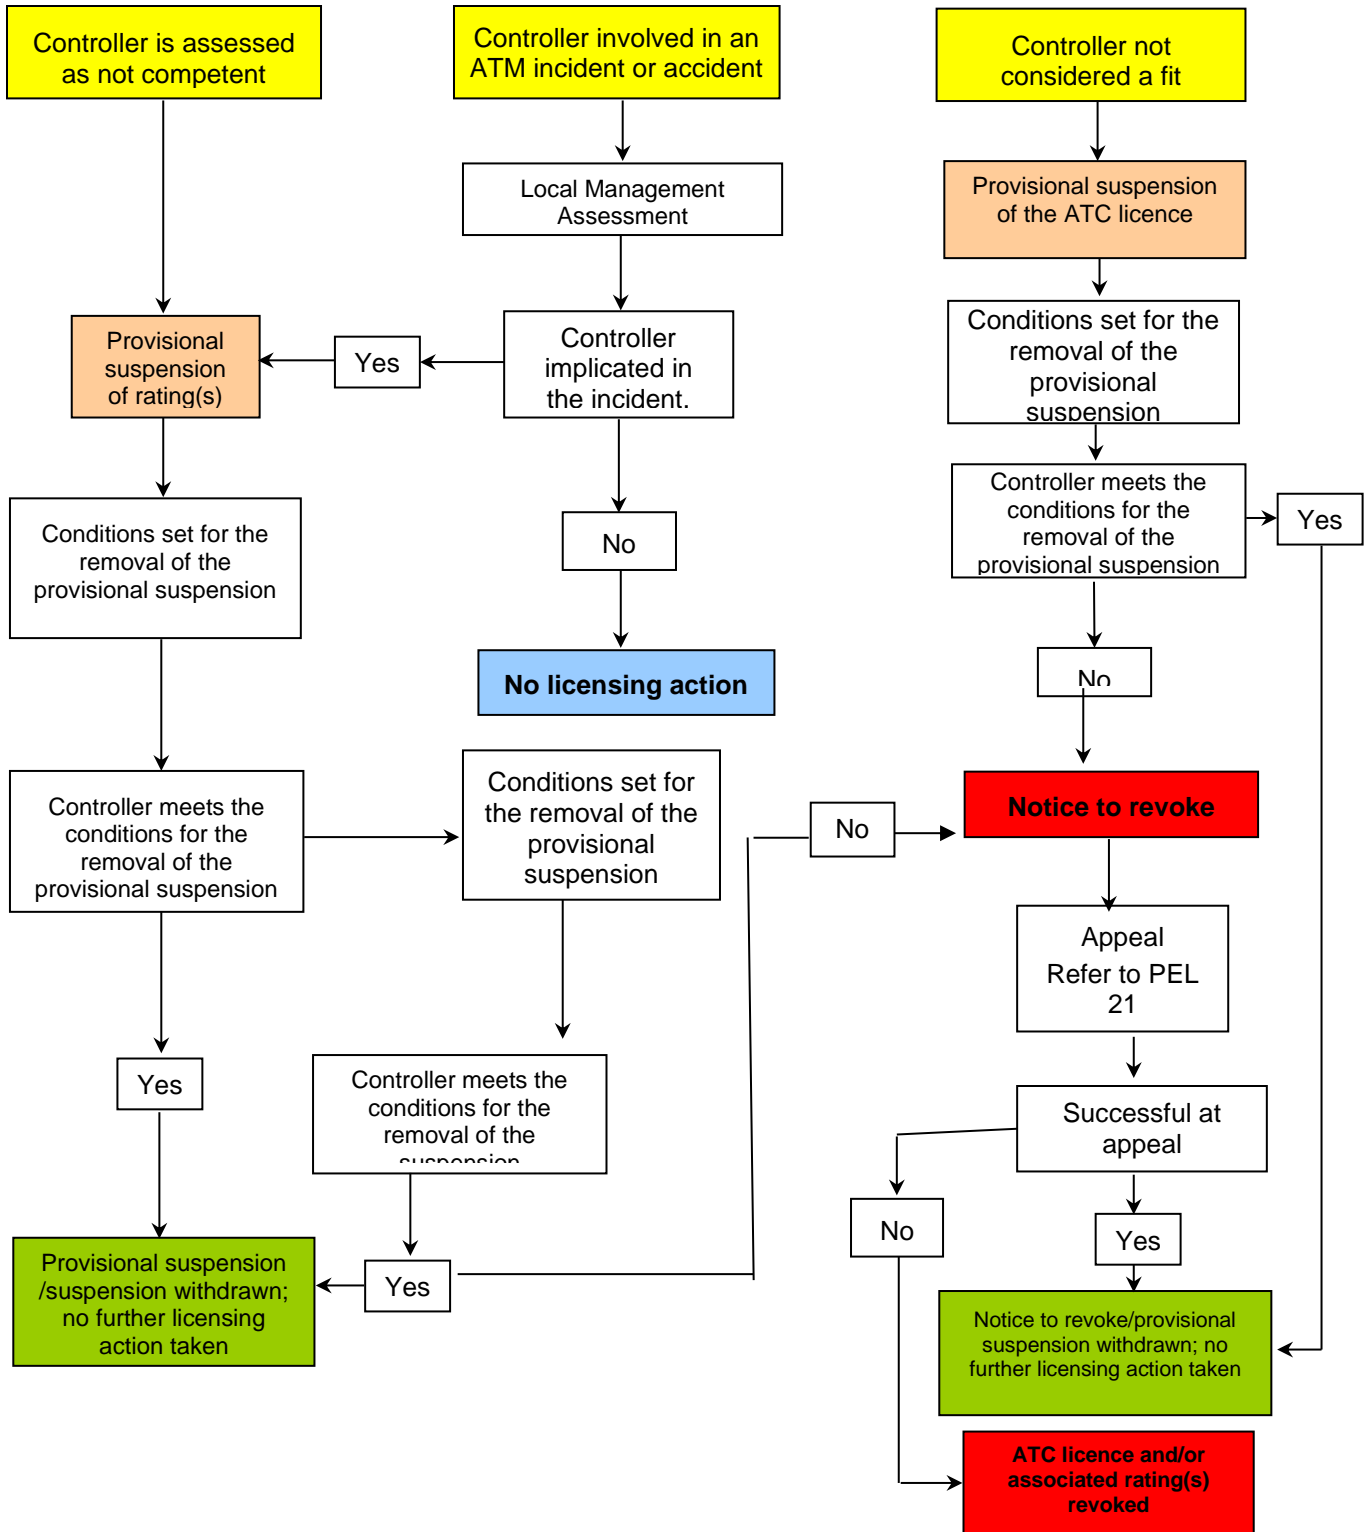 Controller is assessed
as not competent
Controller involved in an
ATM incident or accident
Controller not
considered a fit
Local Management
Assessment
Provisional suspension
of the ATC licence
Provisional
suspension
of rating(s)
Yes
Controller
implicated in
the incident.
Conditions set for the
removal of the
provisional
suspension
Controller meets the
conditions for the
removal of the
provisional suspension
Yes
Conditions set for the
removal of the
provisional suspension
No
No licensing action
No
Controller meets the
conditions for the
removal of the
provisional suspension
Conditions set for
the removal of the
provisional
suspension
No
Notice to revoke
Appeal
Refer to PEL
21
Yes
Controller meets the
conditions for the
removal of the
suspension
Successful at
appeal
No
Yes
Provisional suspension
/suspension withdrawn;
no further licensing
action taken
Yes
Notice to revoke/provisional
suspension withdrawn; no
further licensing action taken
ATC licence and/or
associated rating(s)
revoked